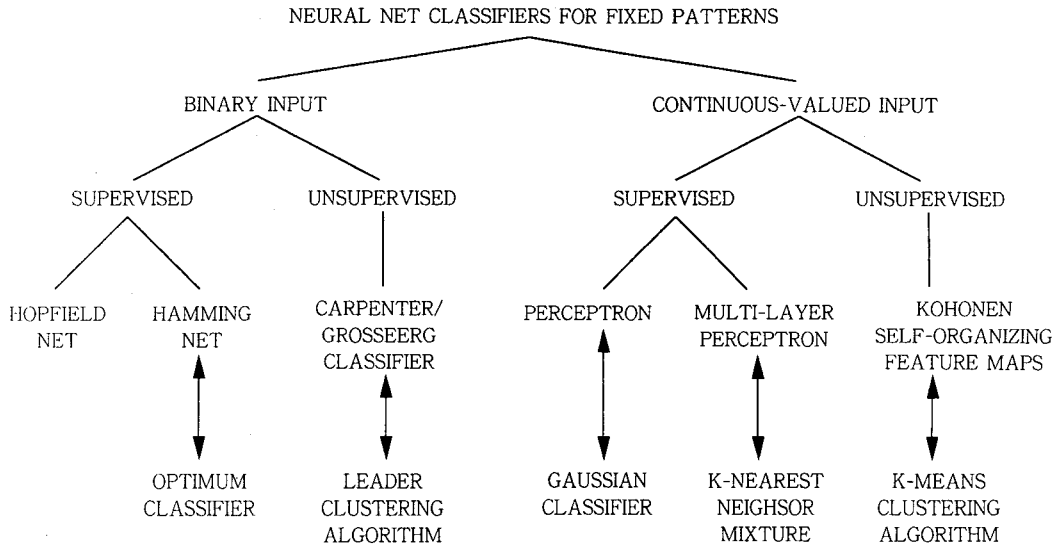 NEURAL NET CLASSIFIERS FOR FIXED PATTERNS
BINARY INPUT
CONTINUOUS-VALUED INPUT
SUPERVISED
UNSUPERVISED
SUPERVISED
UNSUPERVISED
HOPFIELD
NET
HAMMING
NET
CARPENTER/
GROSSEERG
CLASSIFIER
PERCEPTRON
MULTI-LAYER
PERCEPTRON
KOHONEN
SELF-ORGANIZING
FEATURE MAPS
OPTIMUM
CLASSIFIER
LEADER
CLUSTERING
ALGORITHM
GAUSSIAN
CLASSIFIER
K-NEAREST
NEIGHSOR
MIXTURE
K-MEANS
CLUSTERING
ALGORITHM